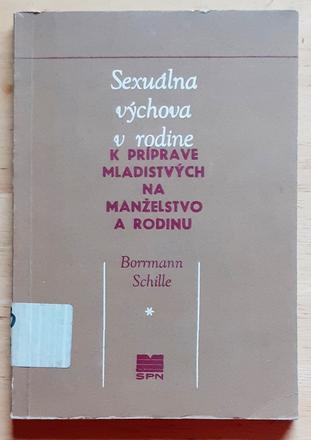 Sexuálna
výchova
v rodine
K PRÍPRAVE
MLADISTVÝCH
NA
MANŽELSTVO
A RODINU
Borrmann
Schille
*
SPN